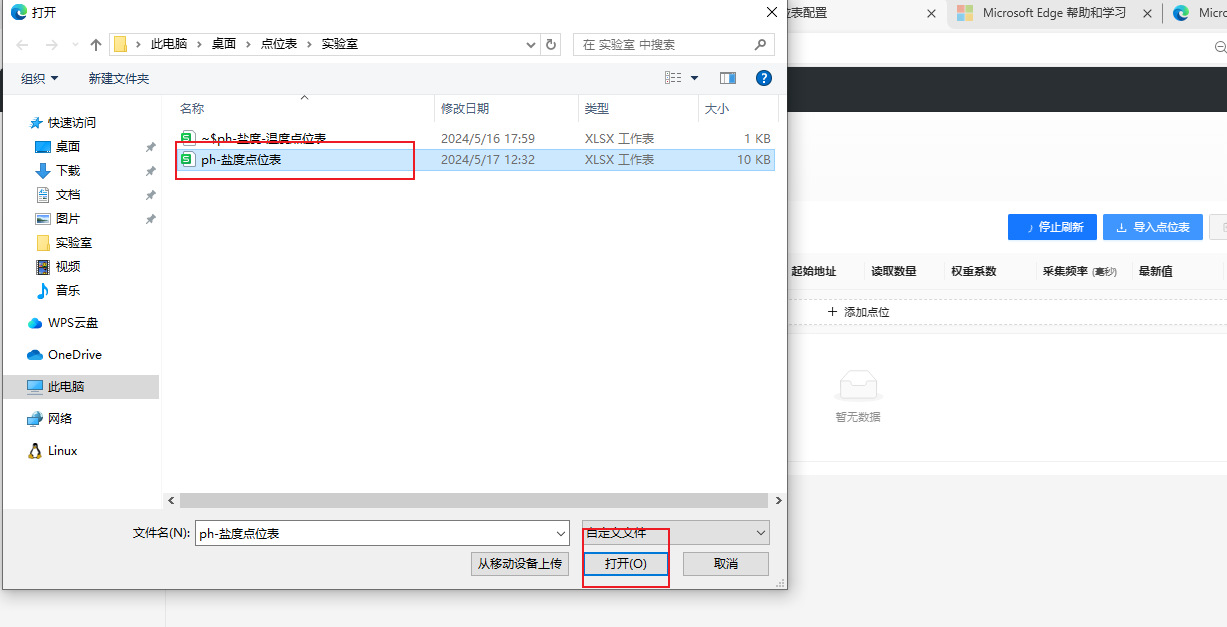 打开
位表配置
Microsoft Edge 帮助和学习
此电脑 › 桌面 › 点位表 › 实验室
在 实验室 中搜索
组织
新建文件夹
名称
修改日期
类型
大小
快速访问
桌面
下载
文档
图片
实验室
视频
音乐
WPS云盘
OneDrive
此电脑
网络
Linux
~$ph-盐度-温度点位表
2024/5/16 17:59
XLSX 工作表
1 KB
ph-盐度点位表
2024/5/17 12:32
XLSX 工作表
10 KB
停止刷新
导入点位表
起始地址
读取数量
权重系数
采集频率 (毫秒)
最新值
+ 添加点位
暂无数据
文件名(N):
ph-盐度点位表
自定义文件
从移动设备上传
打开(O)
取消